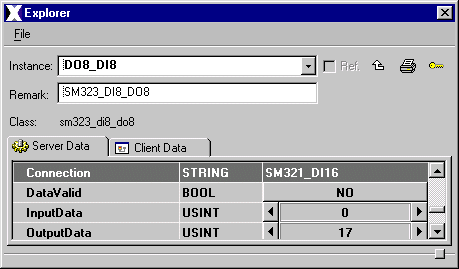 Explorer
File
Instance: DO8_DI8 Ref.
Remark: SM323_DI8_DO8
Class: sm323_di8_do8
Server Data Client Data
Connection STRING SM321_DI16
DataValid BOOL NO
InputData USINT 0
OutputData USINT 17